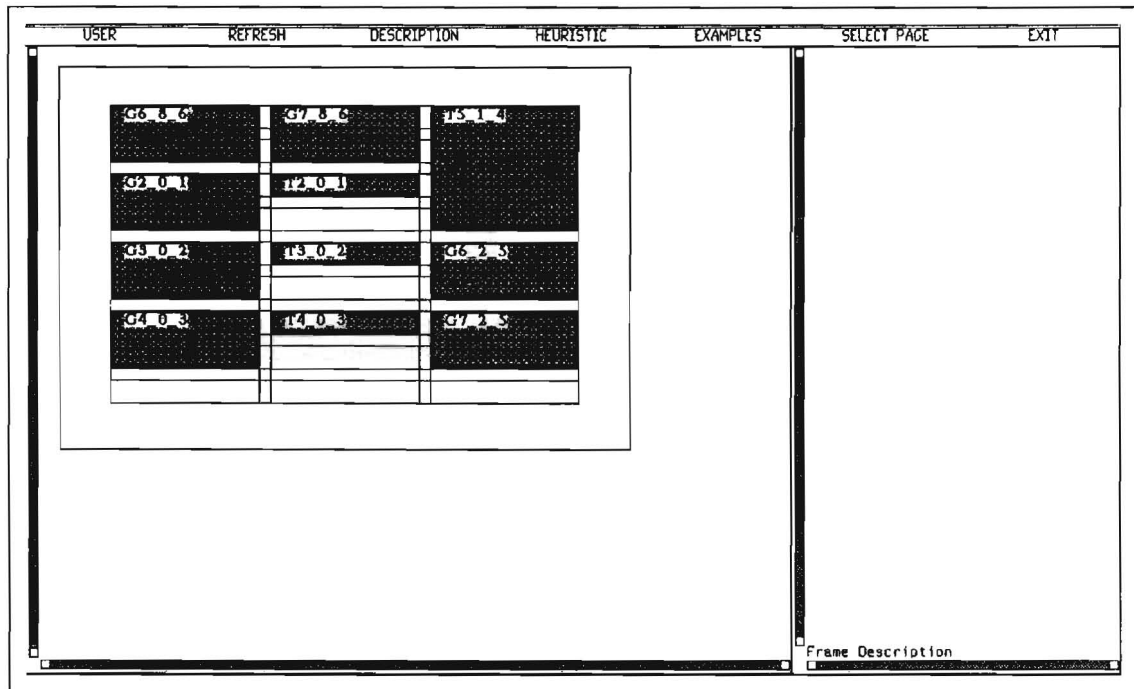 USER REFRESH DESCRIPTION HEURISTIC EXAMPLES SELECT PAGE EXIT
G6_8_6 G7_8_6 T5_1_4
G2_0_1 T2_0_1
G3_0_2 T3_0_2 G6_2_5
G4_0_3 T4_0_3 G7_2_5
Frame Description